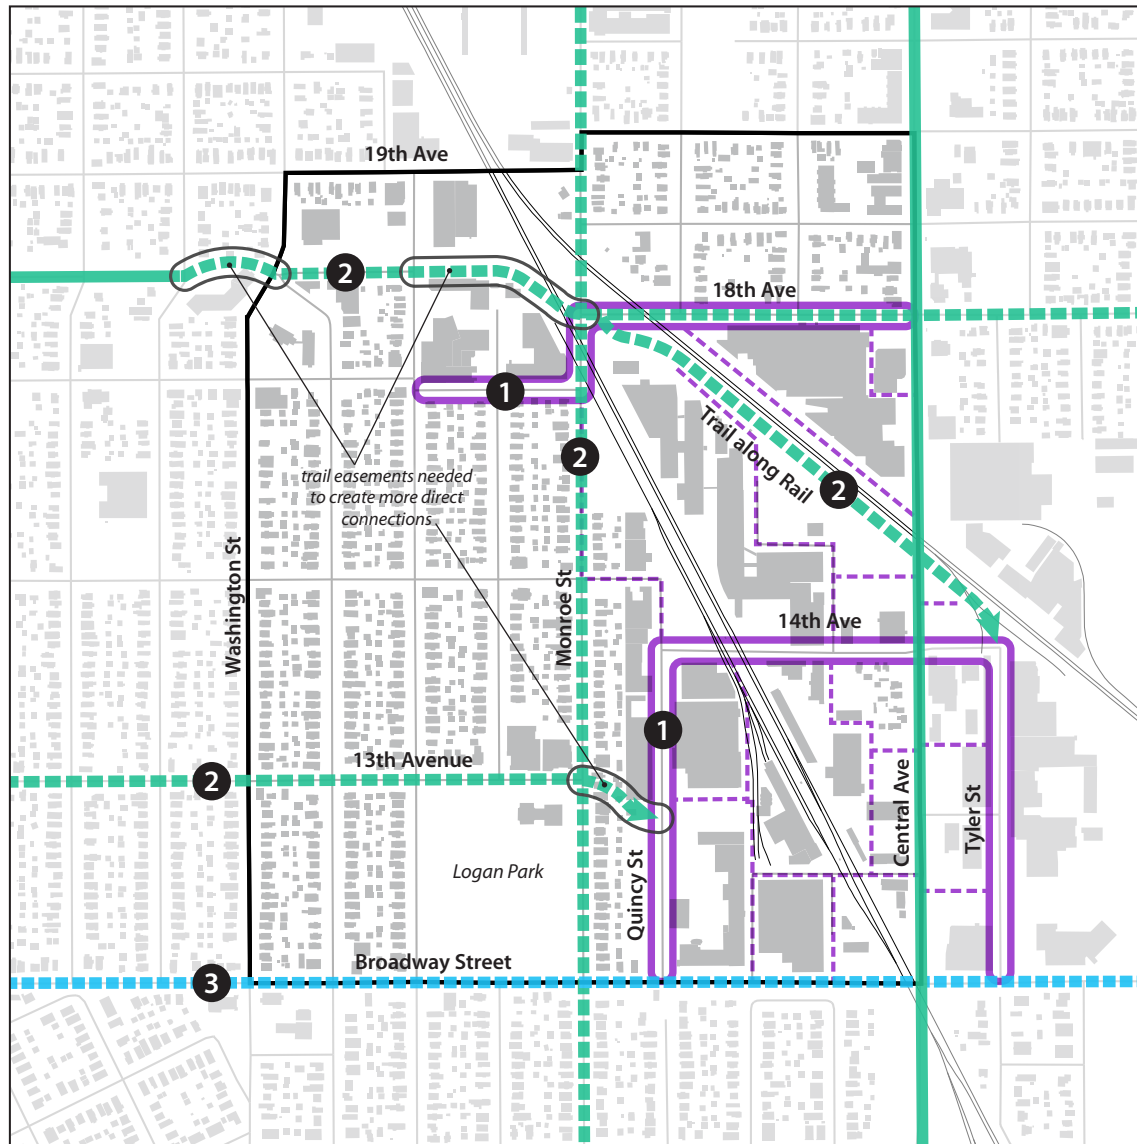 19th Ave
2
18th Ave
1
Trail along Rail
2
2
trail easements needed
to create more direct
connections
Washington St
Monroe St
14th Ave
1
13th Avenue
2
Central Ave
Tyler St
Quincy St
Logan Park
Broadway Street
3